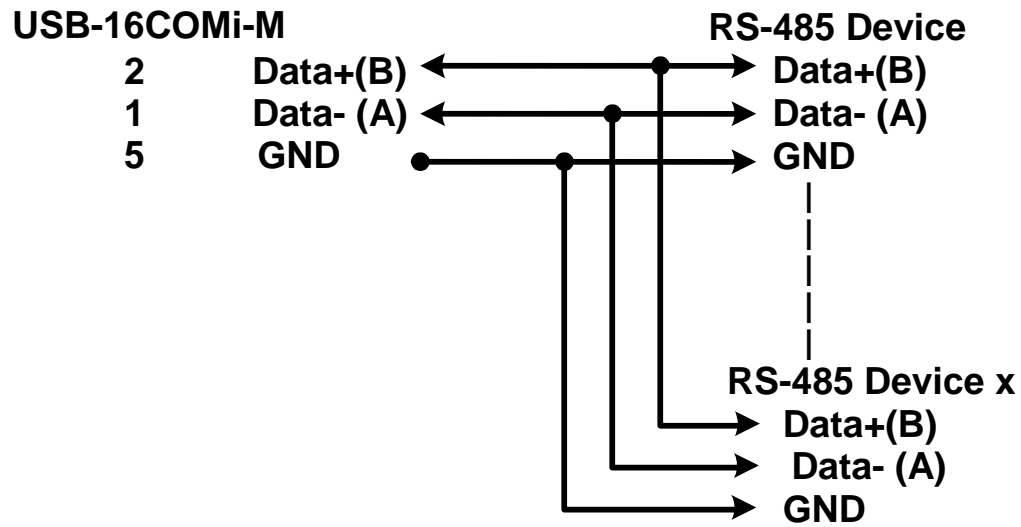 USB-16COMi-M RS-485 Device
2 Data+(B) Data+(B)
1 Data- (A) Data- (A)
5 GND GND
RS-485 Device x
Data+(B)
Data- (A)
GND